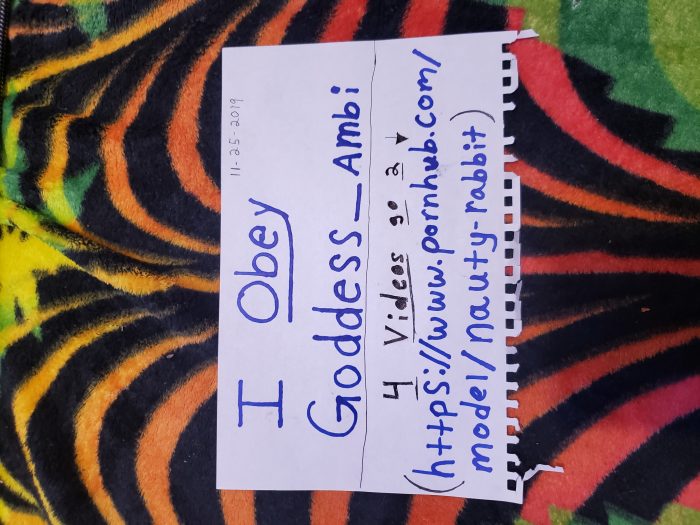 11-25-2019
I Obey
Goddess_Ambi
4 Videos go 2 ↓
(https://www.pornhub.com/
model/nauty-rabbit)